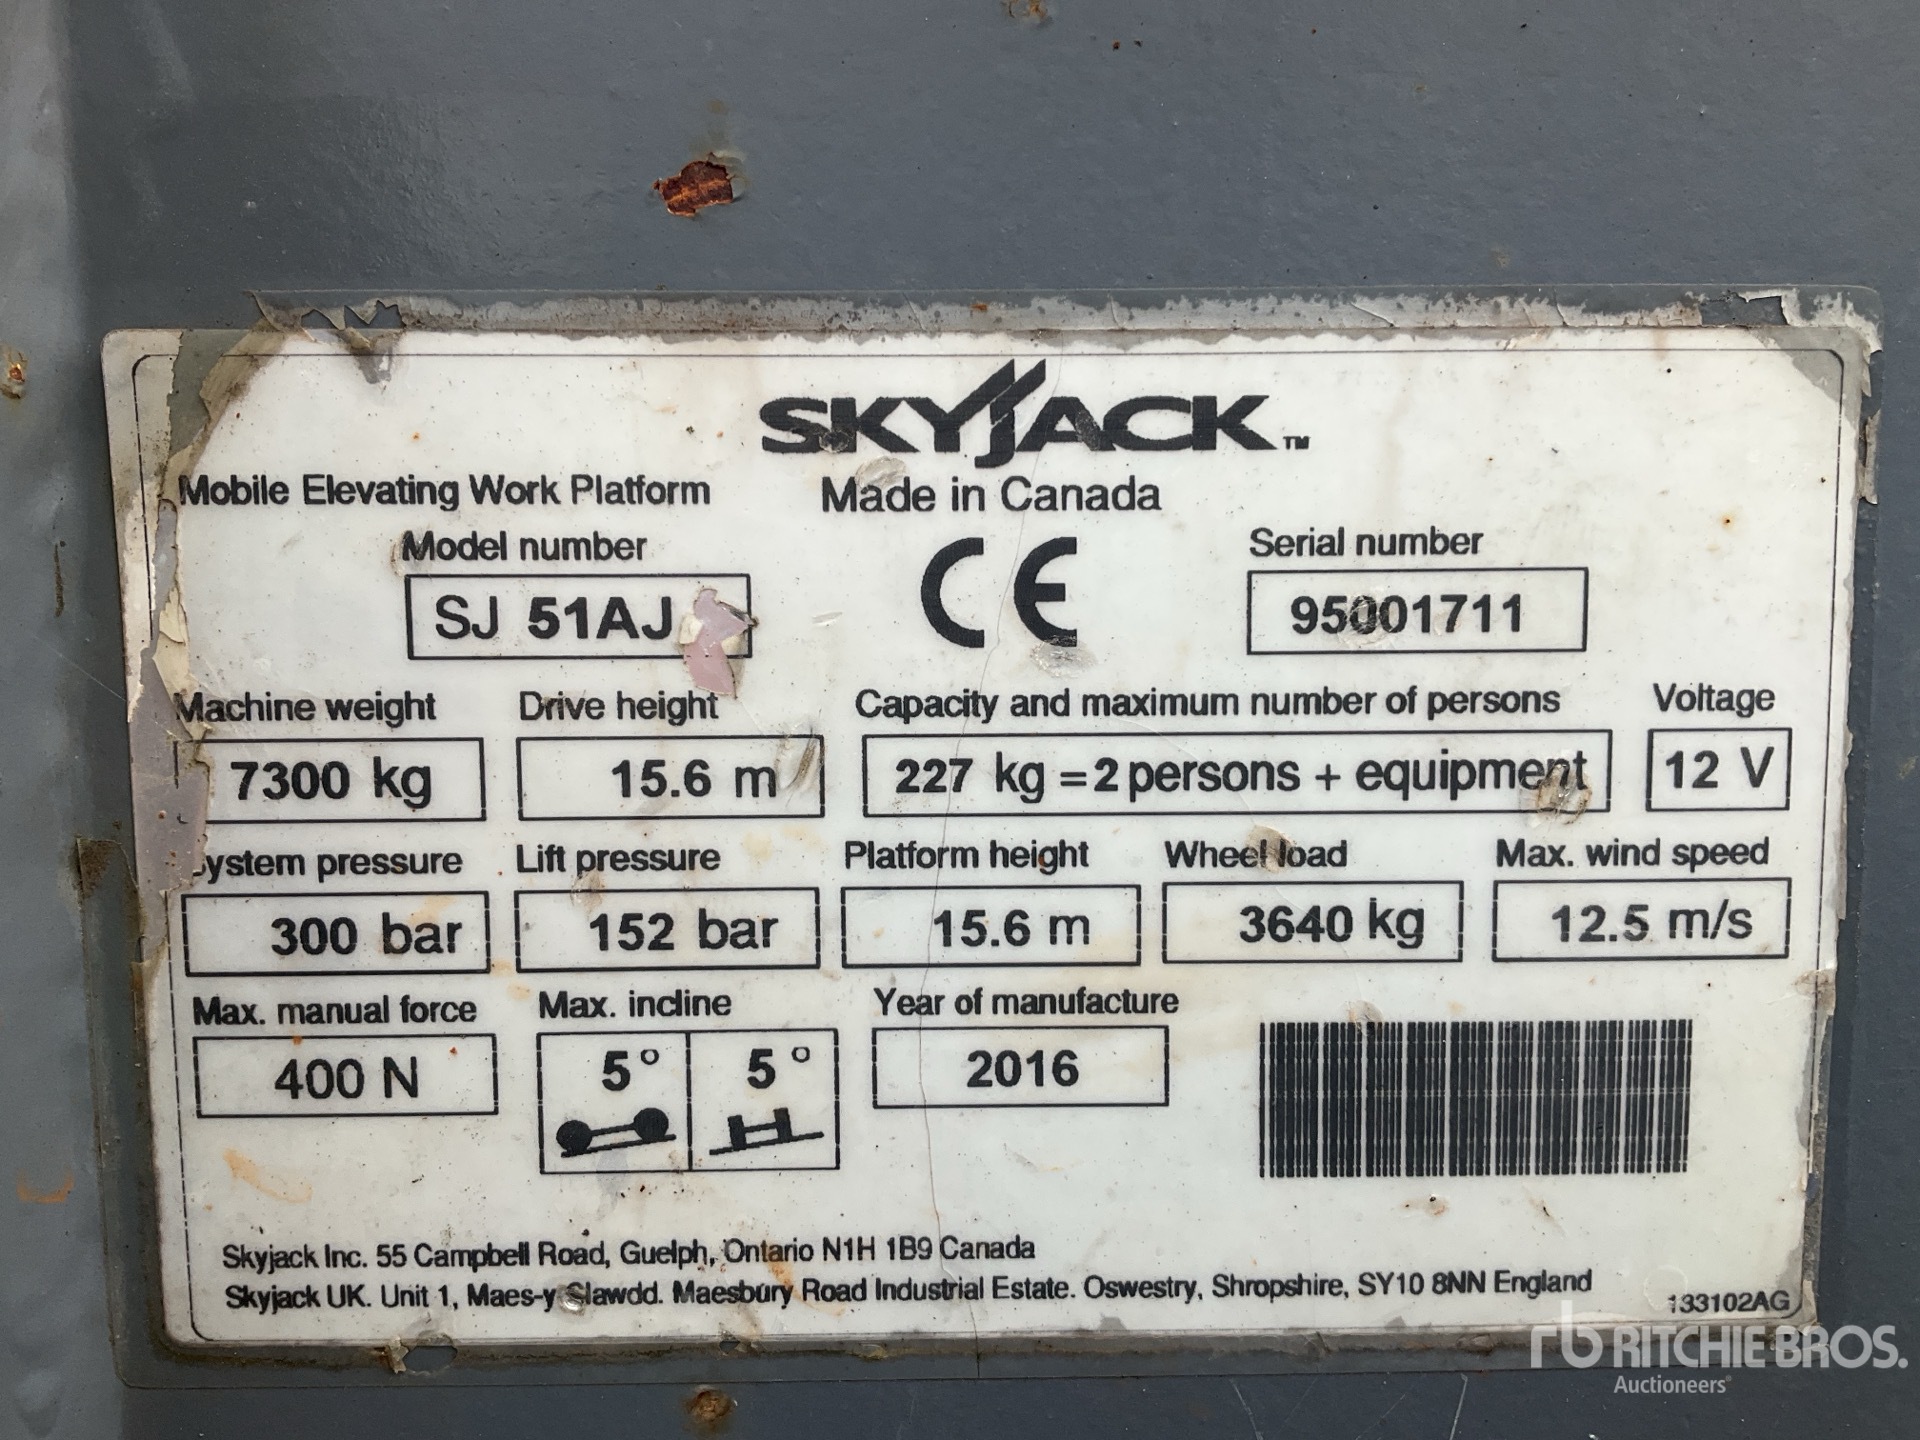 SKYJACK™
Mobile Elevating Work Platform Made in Canada
Model number CE Serial number
SJ 51AJ 95001711
Machine weight Drive height Capacity and maximum number of persons Voltage
7300 kg 15.6 m 227 kg = 2 persons + equipment 12 V
System pressure Lift pressure Platform height Wheel load Max. wind speed
300 bar 152 bar 15.6 m 3640 kg 12.5 m/s
Max. manual force Max. incline Year of manufacture
400 N 5° 5° 2016
Skyjack Inc. 55 Campbell Road, Guelph, Ontario N1H 1B9 Canada
Skyjack UK. Unit 1, Maes-y Clawdd. Maesbury Road Industrial Estate. Oswestry, Shropshire, SY10 8NN England
133102AG
rb RITCHIE BROS.
Auctioneers®